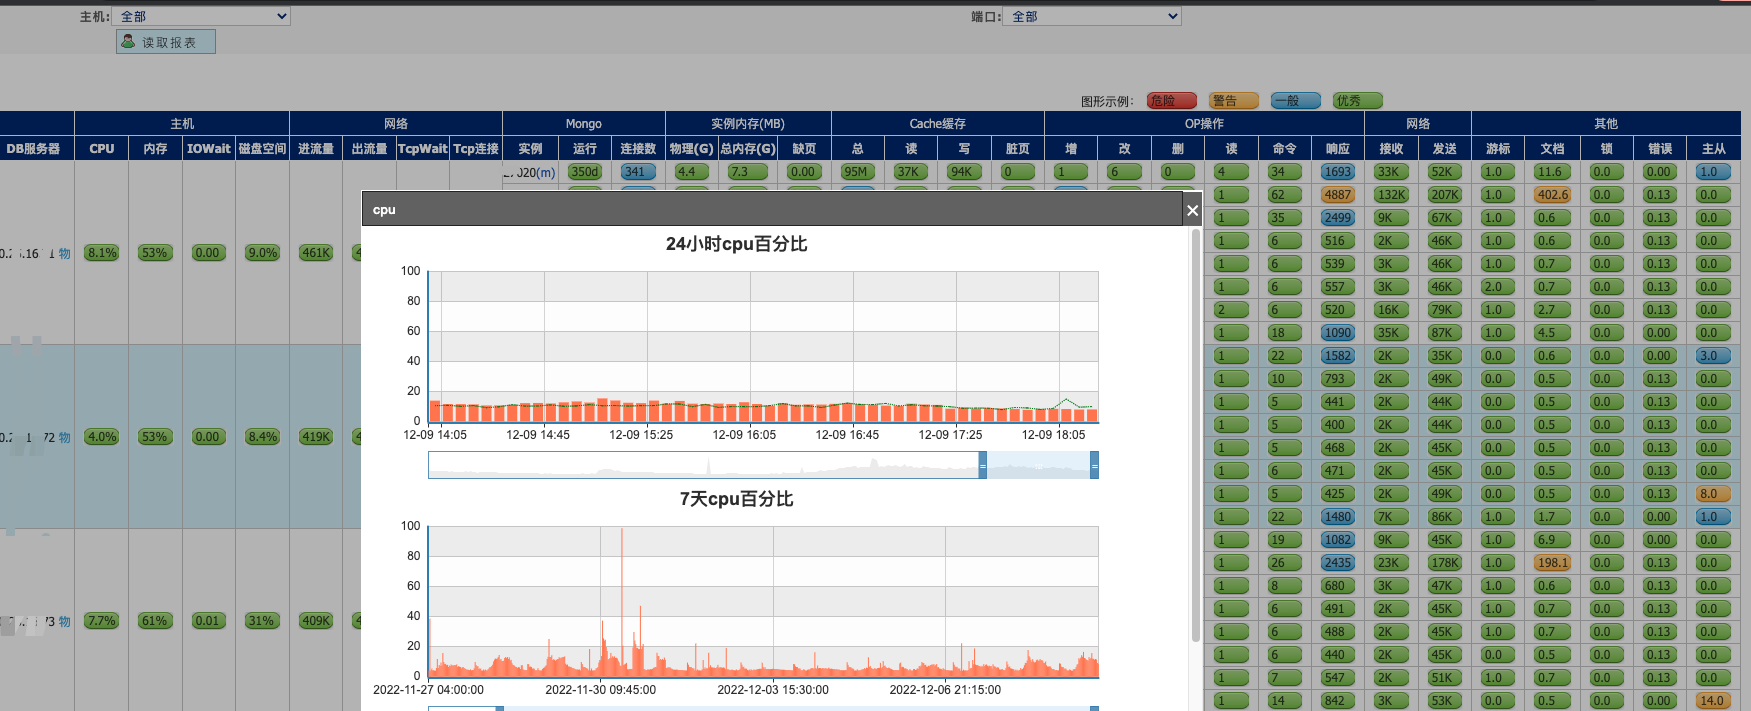 主机: 全部 端口: 全部
读取报表
图形示例: 危险 警告 一般 优秀
主机 网络 Mongo 实例内存(MB) Cache缓存 OP操作 网络 其他
DB服务器 CPU 内存 IOWait 磁盘空间 进流量 出流量 TcpWait Tcp连接 实例 运行 连接数 物理(G) 总内存(G) 缺页 总 读 写 脏页 增 改 删 读 命令 响应 接收 发送 游标 文档 锁 错误 主从
020(m) 350d 341 4.4 7.3 0.00 95M 37K 94K 0 1 6 0 4 34 1693 33K 52K 1.0 11.6 0.0 0.00 1.0
1 62 4887 132K 207K 1.0 402.6 0.0 0.13 0.0
cpu
1 35 2499 9K 67K 1.0 0.6 0.0 0.13 0.0
24小时cpu百分比
1 6 516 2K 46K 1.0 0.6 0.0 0.13 0.0
物 8.1% 53% 0.00 9.0% 461K
1 6 539 3K 46K 1.0 0.7 0.0 0.13 0.0
100
1 6 557 3K 46K 2.0 0.7 0.0 0.13 0.0
80
2 6 520 16K 79K 1.0 2.7 0.0 0.13 0.0
60
1 18 1090 35K 87K 1.0 4.5 0.0 0.00 0.0
40
1 22 1582 2K 35K 0.0 0.6 0.0 0.00 3.0
1 10 793 2K 49K 0.0 0.5 0.0 0.13 0.0
20
1 5 441 2K 44K 0.0 0.5 0.0 0.13 0.0
0
1 5 400 2K 44K 0.0 0.5 0.0 0.13 0.0
12-09 14:05 12-09 14:45 12-09 15:25 12-09 16:05 12-09 16:45 12-09 17:25 12-09 18:05
72 物 4.0% 53% 0.00 8.4% 419K
1 5 468 2K 45K 0.0 0.5 0.0 0.13 0.0
1 6 471 2K 45K 0.0 0.5 0.0 0.13 0.0
7天cpu百分比
1 5 425 2K 49K 0.0 0.5 0.0 0.13 8.0
1 22 1480 7K 86K 1.0 1.7 0.0 0.00 1.0
100
1 19 1082 9K 45K 1.0 6.9 0.0 0.00 0.0
80
1 26 2435 23K 178K 1.0 198.1 0.0 0.13 0.0
60
1 8 680 3K 47K 1.0 0.6 0.0 0.13 0.0
1 6 491 2K 45K 1.0 0.7 0.0 0.13 0.0
40
73 物 7.7% 61% 0.01 31% 409K
1 6 488 2K 45K 1.0 0.7 0.0 0.13 0.0
20
1 6 440 2K 45K 0.0 0.5 0.0 0.13 0.0
0
1 7 547 2K 51K 1.0 0.7 0.0 0.13 0.0
2022-11-27 04:00:00 2022-11-30 09:45:00 2022-12-03 15:30:00 2022-12-06 21:15:00
1 14 842 3K 53K 0.0 0.5 0.0 0.00 14.0